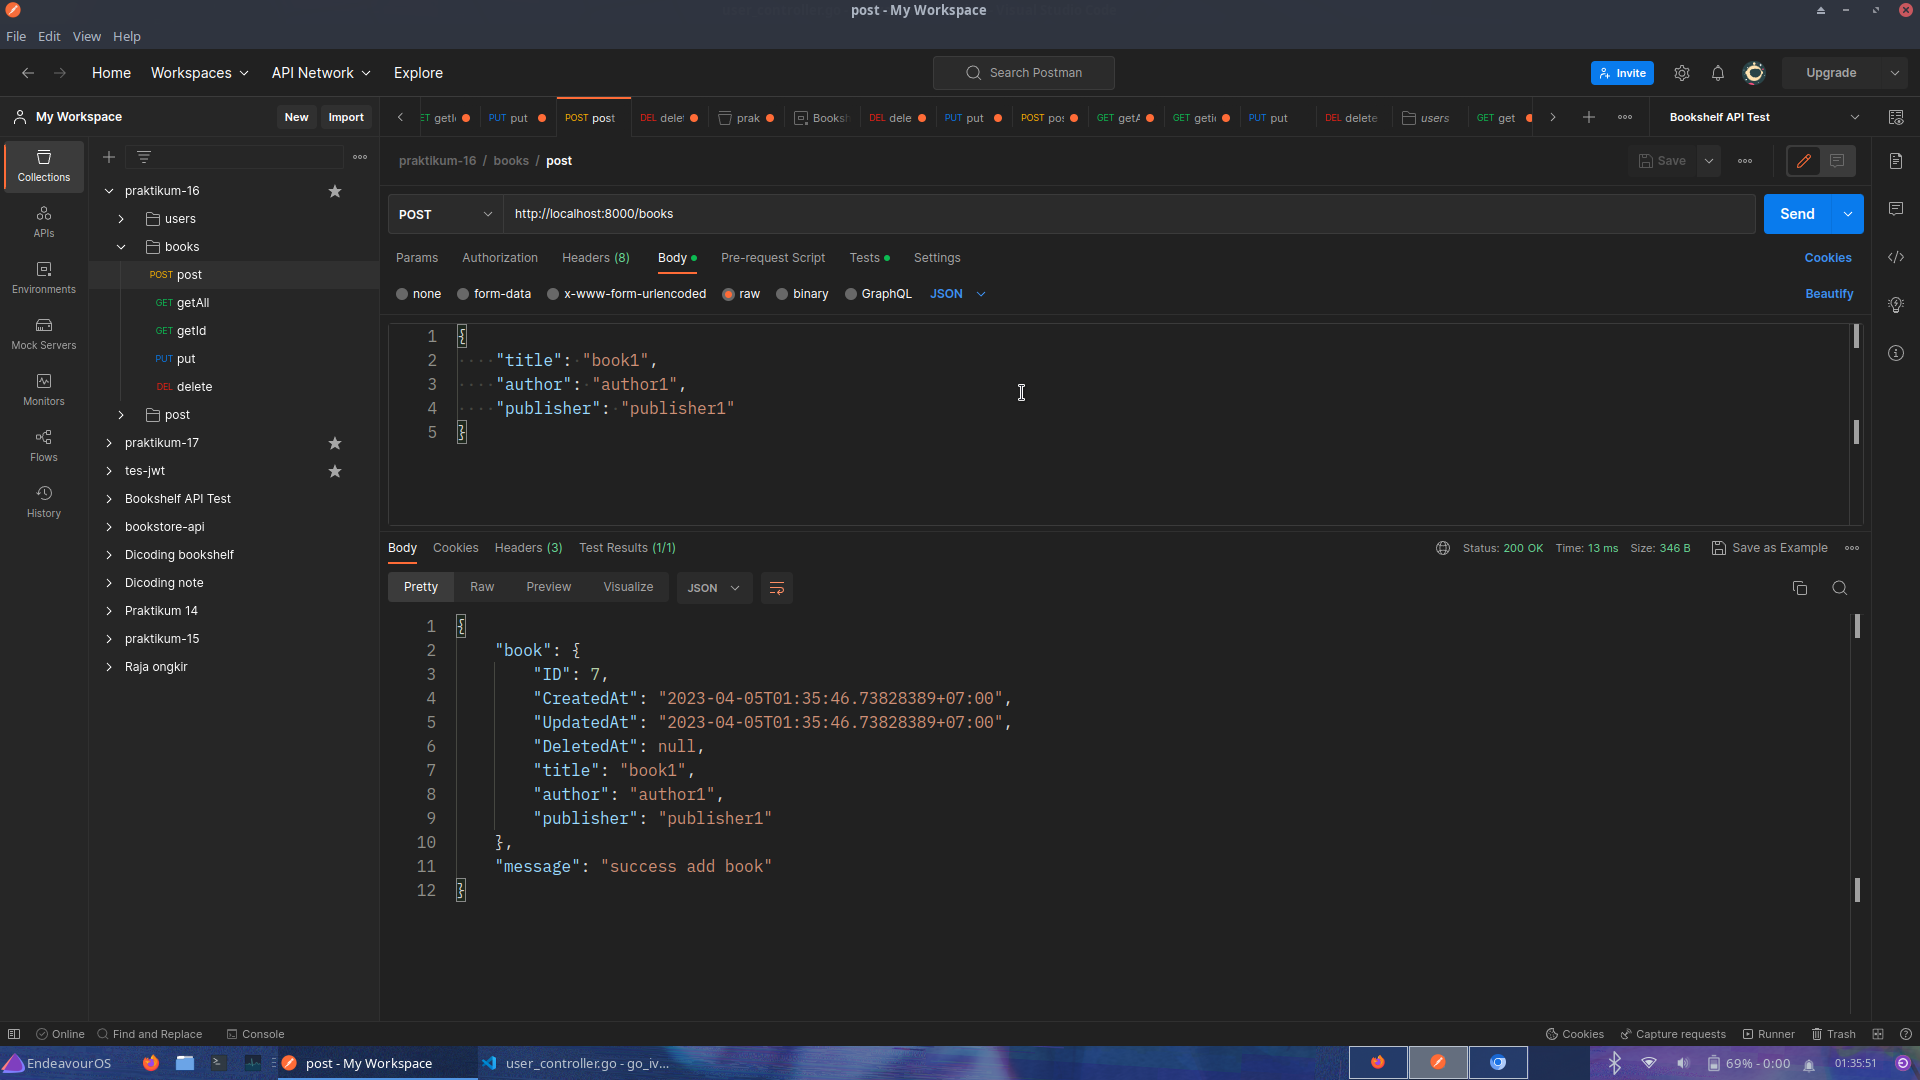 post - My Workspace
File Edit View Help
Home Workspaces API Network Explore
Search Postman
Invite
Upgrade
My Workspace
New
Import
PUT put
POST post
DEL delet
prak
Booksh
DEL dele
PUT put
POST pos
GET getA
GET geti
PUT put
DEL delete
users
GET get
Bookshelf API Test
Collections
APIs
Environments
Mock Servers
Monitors
Flows
History
praktikum-16
users
books
POST post
GET getAll
GET getId
PUT put
DEL delete
post
praktikum-17
tes-jwt
Bookshelf API Test
bookstore-api
Dicoding bookshelf
Dicoding note
Praktikum 14
praktikum-15
Raja ongkir
praktikum-16 / books / post
Save
POST
http://localhost:8000/books
Send
Params Authorization Headers (8) Body Pre-request Script Tests Settings
Cookies
none form-data x-www-form-urlencoded raw binary GraphQL JSON
Beautify
1 {
2 "title": "book1",
3 "author": "author1",
4 "publisher": "publisher1"
5 }
Body Cookies Headers (3) Test Results (1/1)
Status: 200 OK Time: 13 ms Size: 346 B Save as Example
Pretty Raw Preview Visualize JSON
1 {
2 "book": {
3 "ID": 7,
4 "CreatedAt": "2023-04-05T01:35:46.73828389+07:00",
5 "UpdatedAt": "2023-04-05T01:35:46.73828389+07:00",
6 "DeletedAt": null,
7 "title": "book1",
8 "author": "author1",
9 "publisher": "publisher1"
10 },
11 "message": "success add book"
12 }
Online Find and Replace Console
Cookies Capture requests Runner Trash
EndeavourOS
post - My Workspace
user_controller.go - go_iv...
69% - 0:00
01:35:51